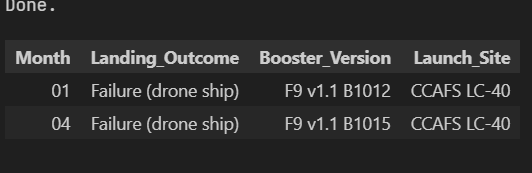 Done.
Month Landing_Outcome Booster_Version Launch_Site
01 Failure (drone ship) F9 v1.1 B1012 CCAFS LC-40
04 Failure (drone ship) F9 v1.1 B1015 CCAFS LC-40